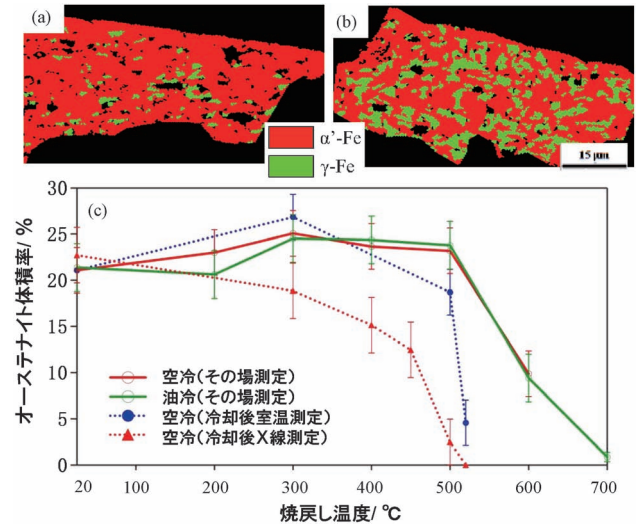 (a)
(b)
α’-Fe
γ-Fe
15 μm
(c)
オーステナイト体積率/ %
30
25
20
15
10
5
0
空冷(その場測定)
油冷(その場測定)
空冷(冷却後室温測定)
空冷(冷却後X線測定)
20
100
200
300
400
500
600
700
焼戻し温度/ ℃